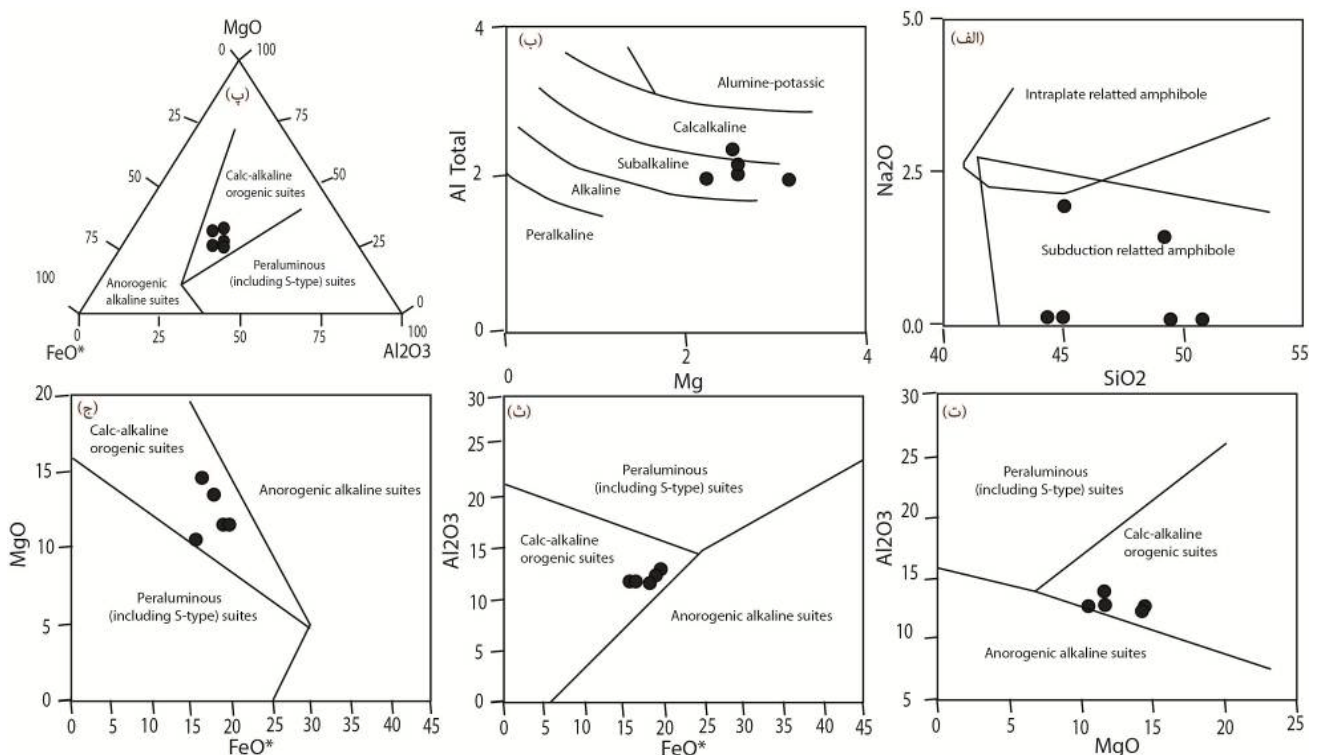 MgO
0 100
(پ)
25
75
50
50
Calc-alkaline
orogenic suites
75
25
100
Anorogenic
alkaline suites
Peraluminous
(including S-type) suites
0
0
25
50
75
100
FeO*
Al2O3
4
(ب)
Alumine-potassic
Calcalkaline
Subalkaline
Alkaline
Peralkaline
2
0
Al Total
0
2
4
Mg
5.0
(الف)
Intraplate relatted amphibole
2.5
Subduction relatted amphibole
0.0
Na2O
40
45
50
55
SiO2
20
(ج)
Calc-alkaline
orogenic suites
15
Anorogenic alkaline suites
10
Peraluminous
(including S-type) suites
5
0
MgO
0
5
10
15
20
25
30
35
45
FeO*
30
(ث)
25
Peraluminous
(including S-type) suites
20
15
Calc-alkaline
orogenic suites
10
Anorogenic alkaline suites
5
0
Al2O3
0
5
10
15
20
25
30
35
45
FeO*
30
(ت)
25
Peraluminous
(including S-type) suites
20
Calc-alkaline
orogenic suites
15
10
Anorogenic alkaline suites
5
Al2O3
0
10
15
20
25
MgO